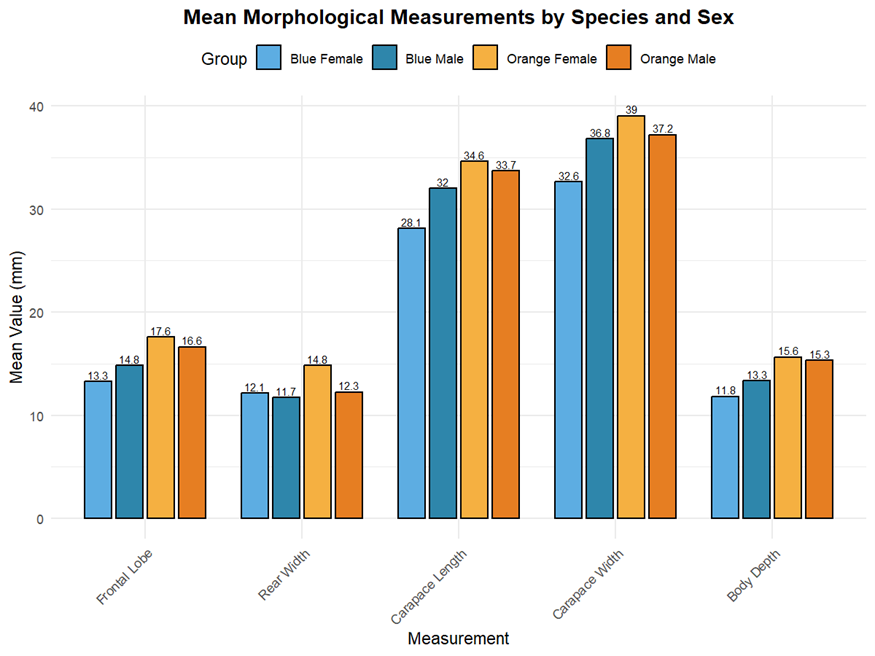 Mean Morphological Measurements by Species and Sex
Group Blue Female Blue Male Orange Female Orange Male
Mean Value (mm)
40
30
20
10
0
13.3 14.8 17.6 16.6
12.1 11.7 14.8 12.3
28.1 32 34.6 33.7
32.6 36.8 39 37.2
11.8 13.3 15.6 15.3
Frontal Lobe
Rear Width
Carapace Length
Carapace Width
Body Depth
Measurement